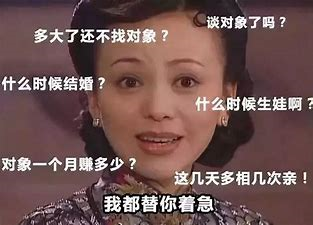 谈对象了吗？
多大了还不找对象？
什么时候结婚？
什么时候生娃啊？
对象一个月赚多少？
这几天多相几次亲！
我都替你着急